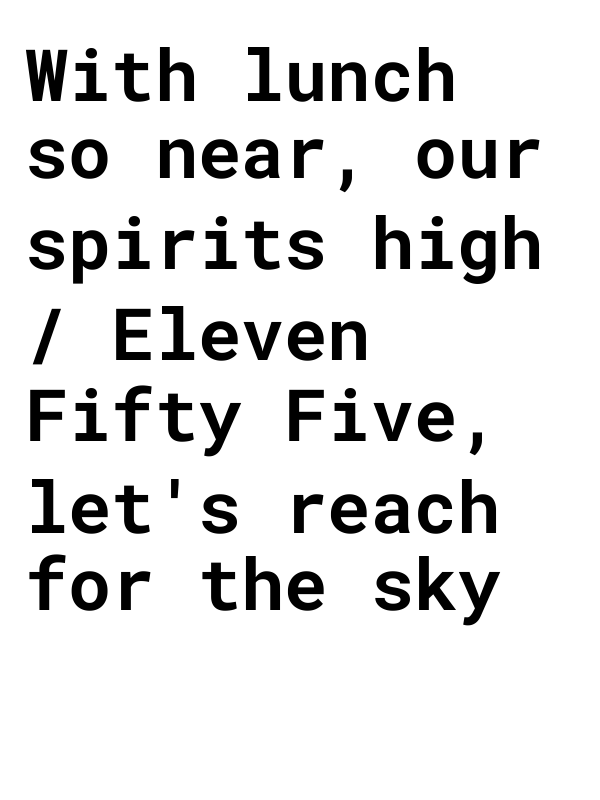 With lunch
so near, our
spirits high
/ Eleven
Fifty Five,
let's reach
for the sky